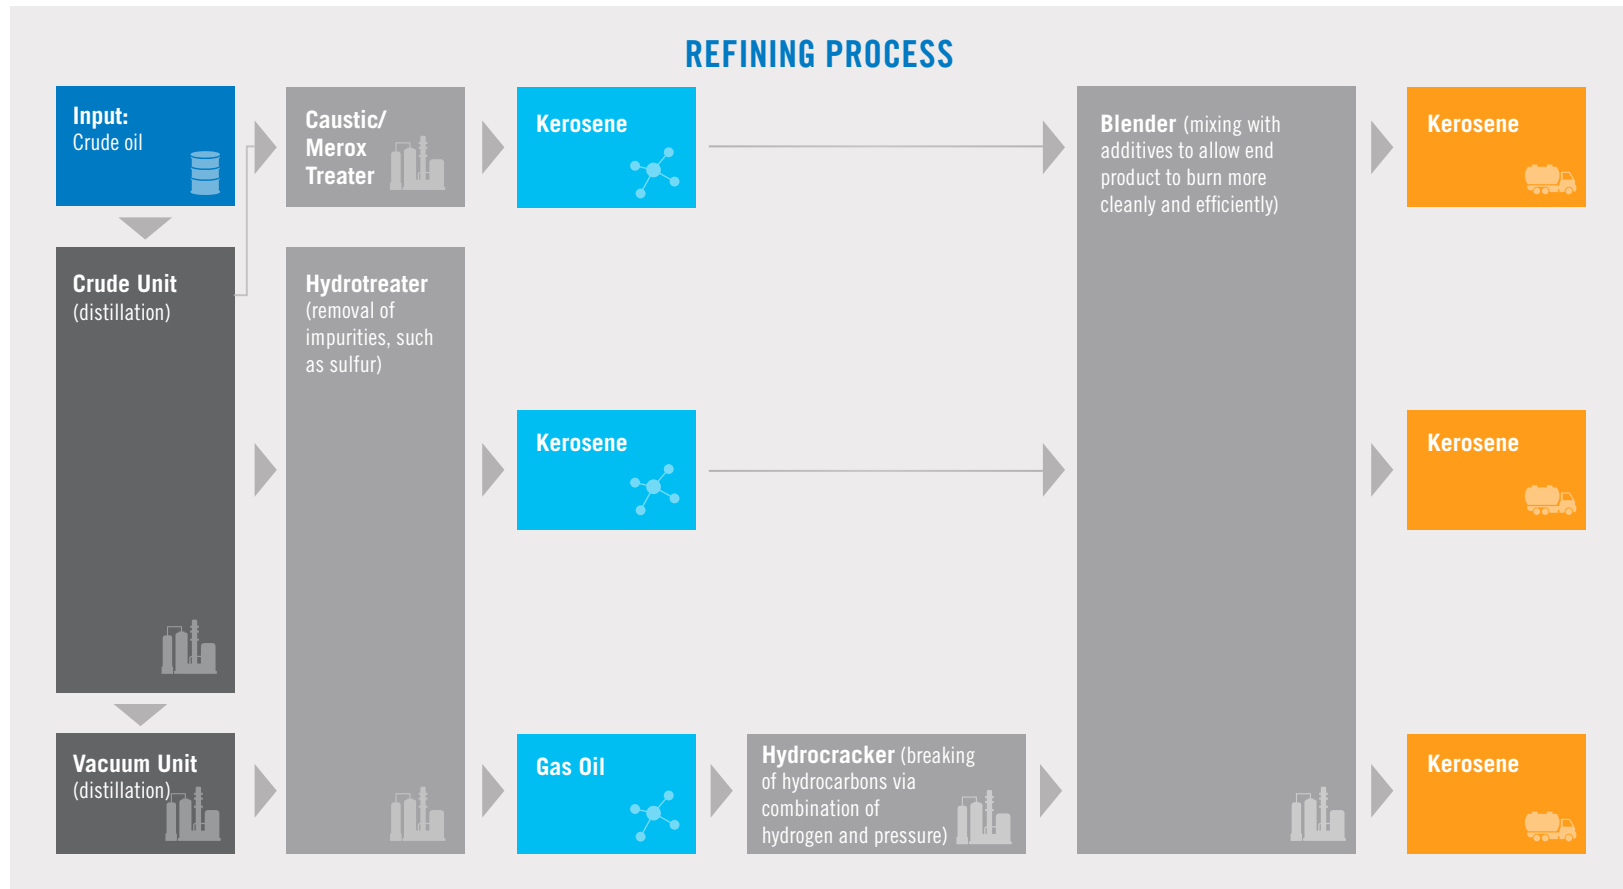 REFINING PROCESS
Input:
Crude oil
Caustic/
Merox
Treater
Kerosene
Blender (mixing with
additives to allow end
product to burn more
cleanly and efficiently)
Kerosene
Crude Unit
(distillation)
Hydrotreater
(removal of
impurities, such
as sulfur)
Kerosene
Kerosene
Vacuum Unit
(distillation)
Gas Oil
Hydrocracker (breaking
of hydrocarbons via
combination of
hydrogen and pressure)
Kerosene